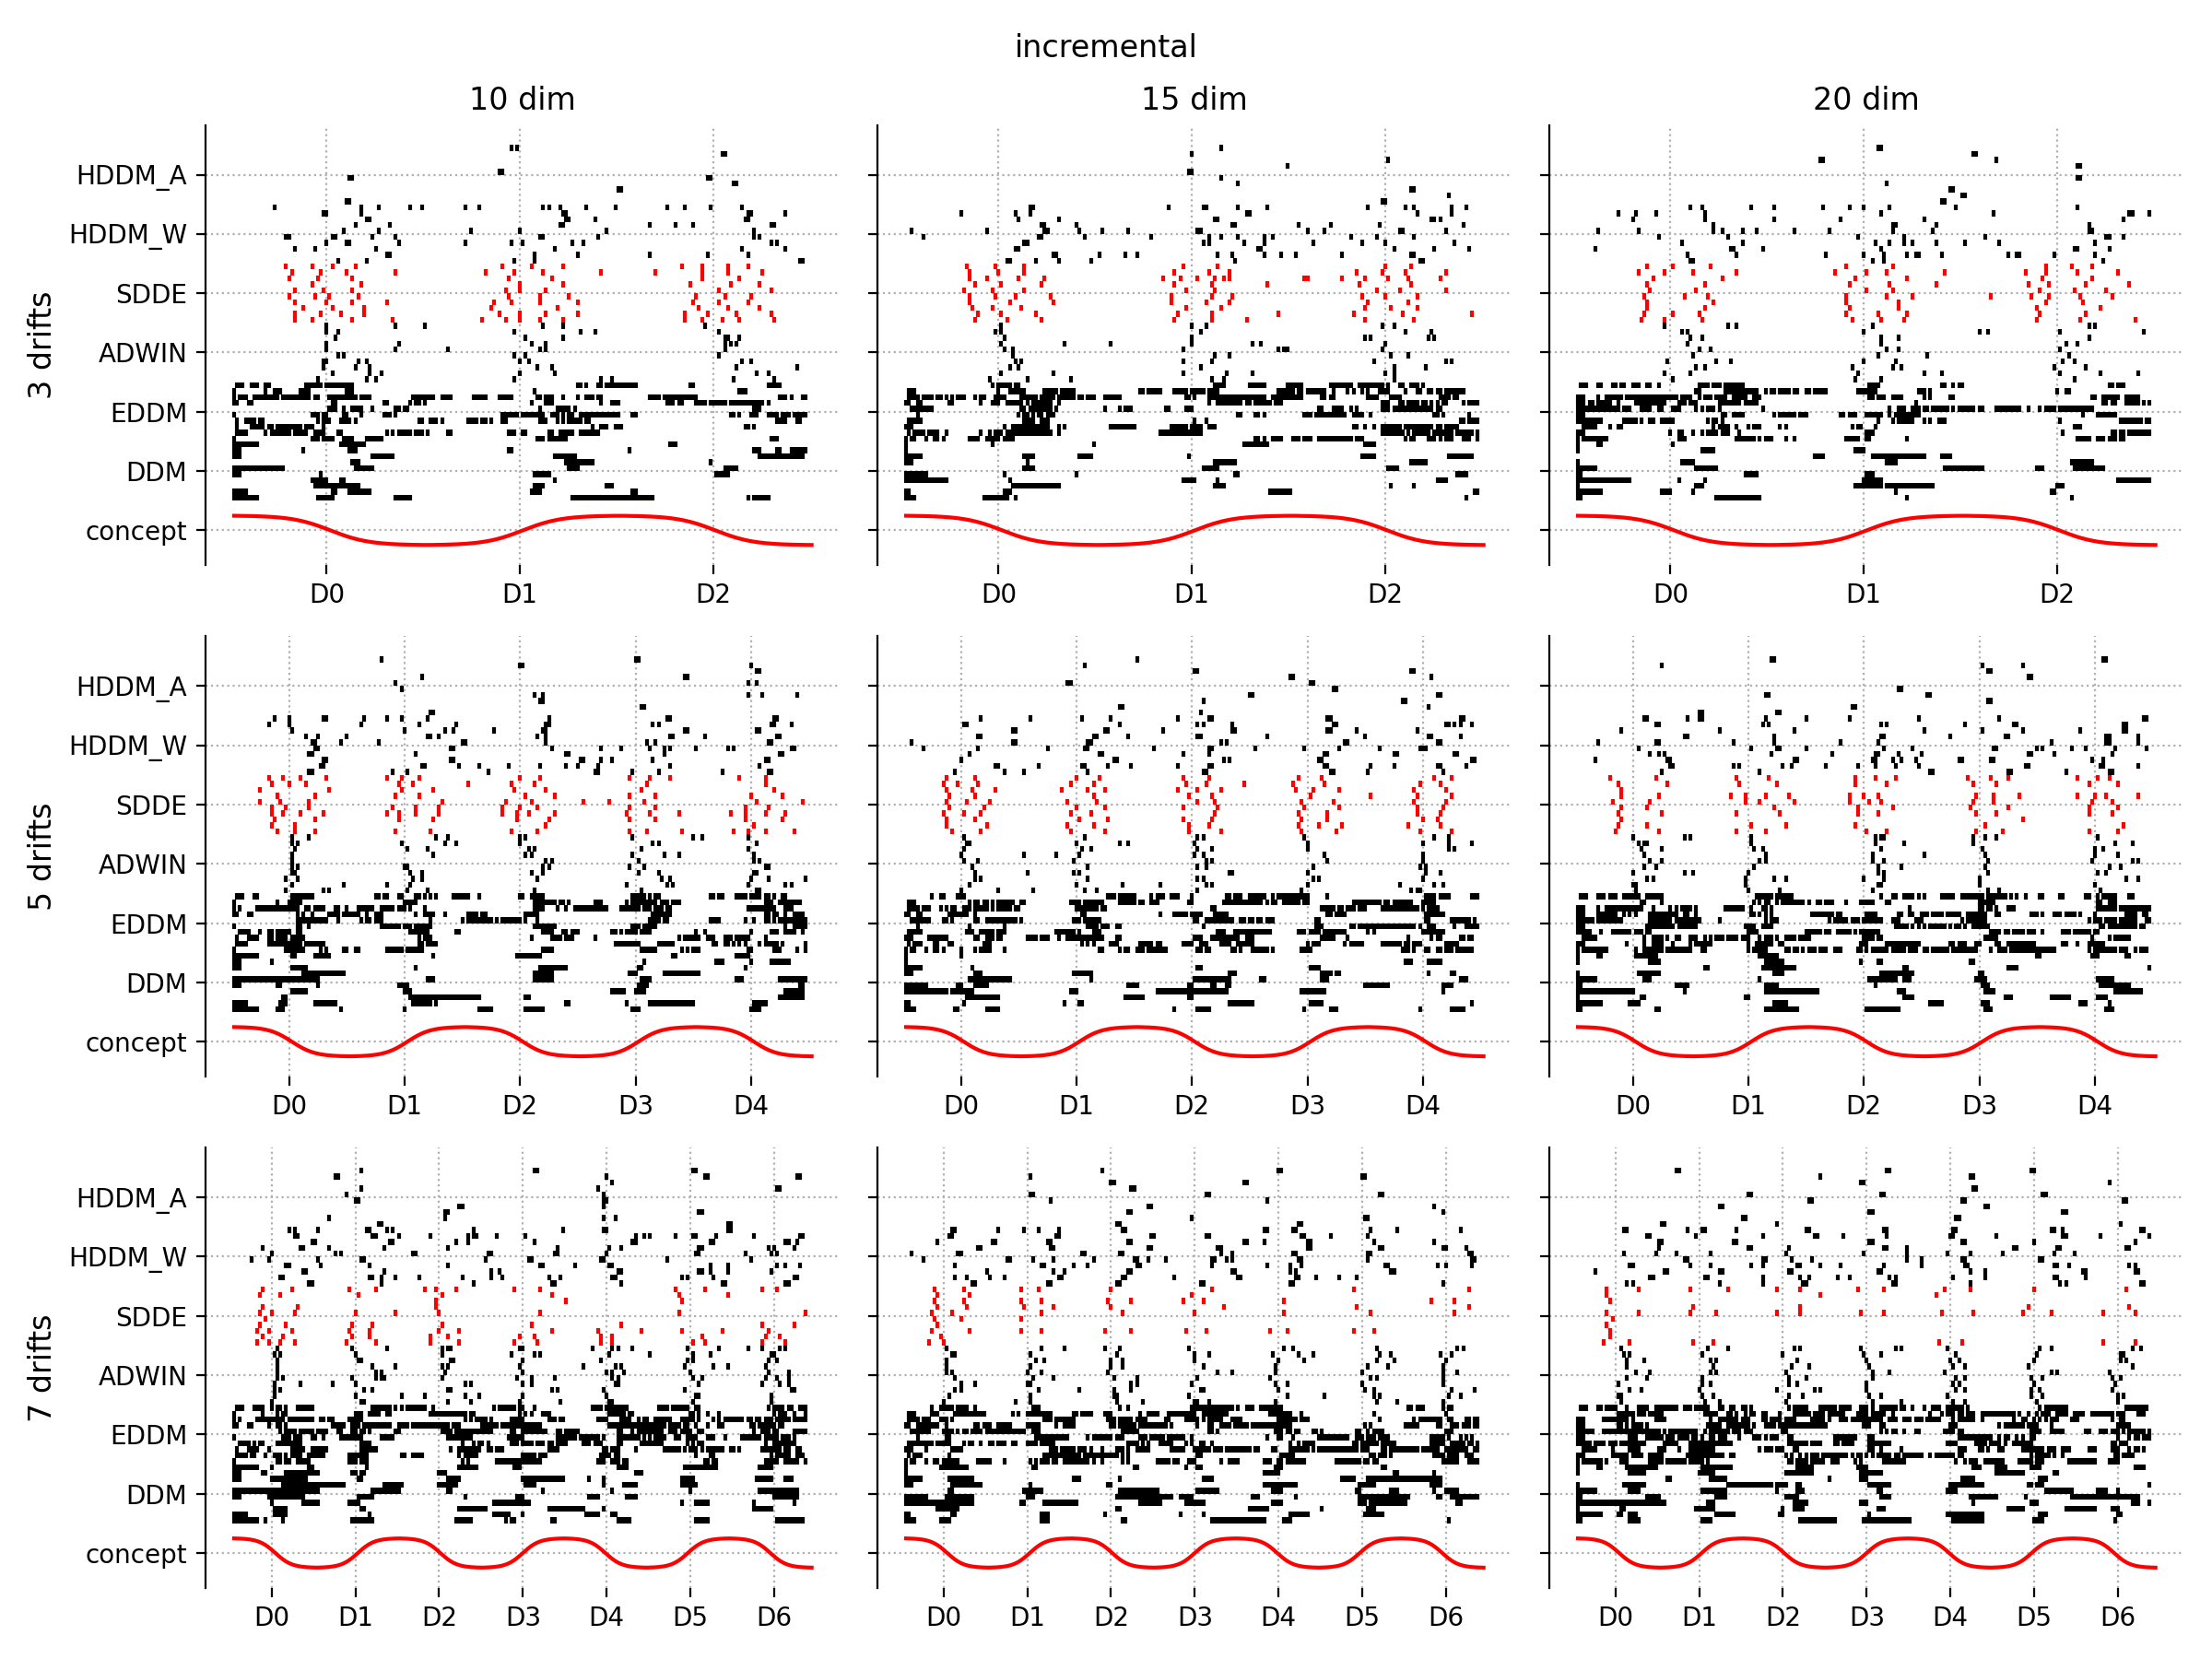 incremental
10 dim
15 dim
20 dim
3 drifts
HDDM_A
HDDM_W
SDDE
ADWIN
EDDM
DDM
concept
D0 D1 D2
D0 D1 D2
D0 D1 D2
5 drifts
HDDM_A
HDDM_W
SDDE
ADWIN
EDDM
DDM
concept
D0 D1 D2 D3 D4
D0 D1 D2 D3 D4
D0 D1 D2 D3 D4
7 drifts
HDDM_A
HDDM_W
SDDE
ADWIN
EDDM
DDM
concept
D0 D1 D2 D3 D4 D5 D6
D0 D1 D2 D3 D4 D5 D6
D0 D1 D2 D3 D4 D5 D6